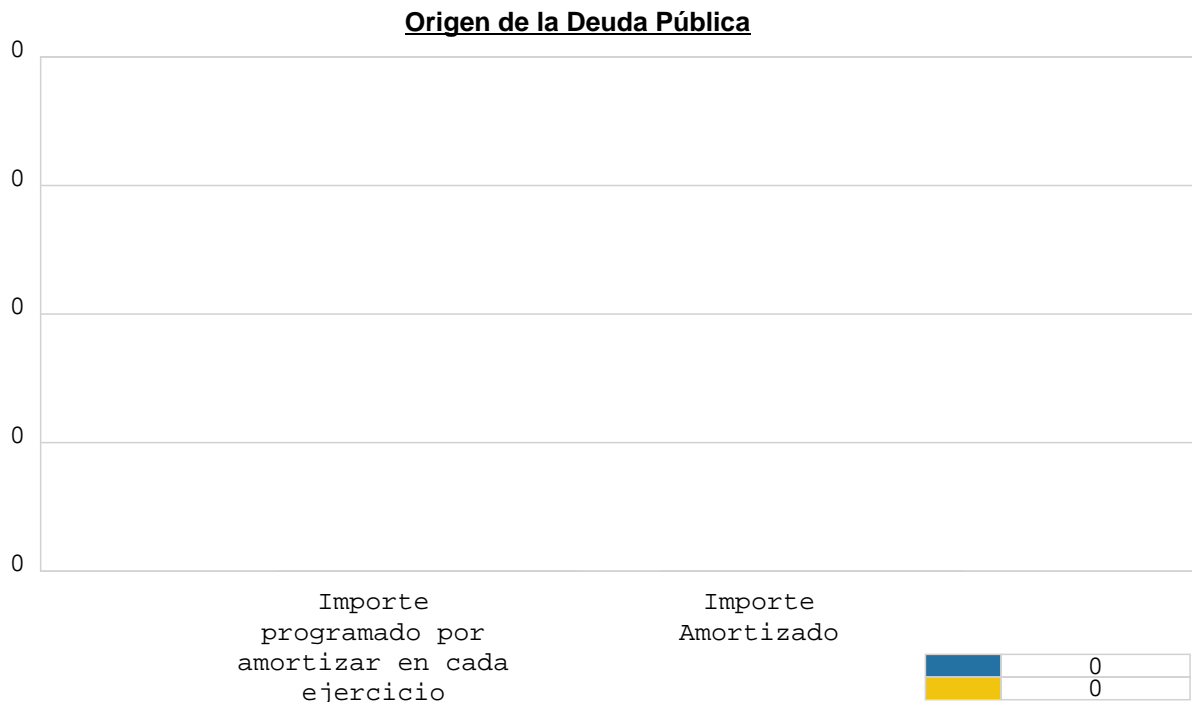 Origen de la Deuda Pública
0
0
0
0
0
Importe
programado por
amortizar en cada
ejercicio
Importe
Amortizado
0
0